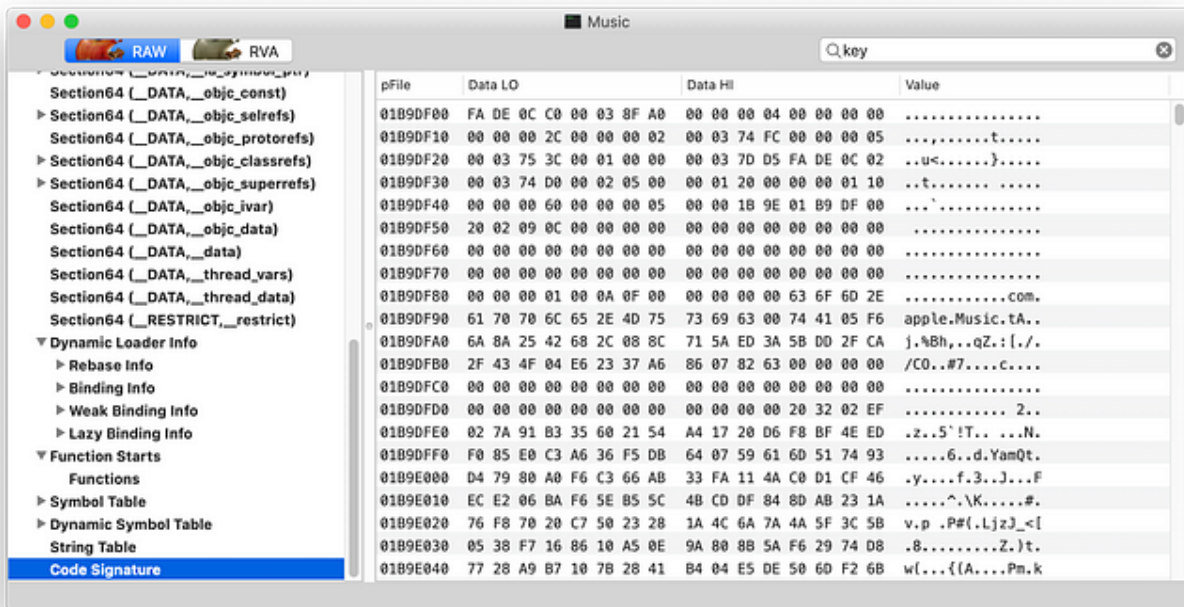 Music
RAW RVA
key
Section64 (__DATA,__objc_const)
Section64 (__DATA,__objc_selrefs)
Section64 (__DATA,__objc_protorefs)
Section64 (__DATA,__objc_classrefs)
Section64 (__DATA,__objc_superrefs)
Section64 (__DATA,__objc_ivar)
Section64 (__DATA,__objc_data)
Section64 (__DATA,__data)
Section64 (__DATA,__thread_vars)
Section64 (__DATA,__thread_data)
Section64 (__RESTRICT,__restrict)
Dynamic Loader Info
Rebase Info
Binding Info
Weak Binding Info
Lazy Binding Info
Function Starts
Functions
Symbol Table
Dynamic Symbol Table
String Table
Code Signature
pFile Data LO Data HI Value
01B9DF00 FA DE 0C C0 00 03 8F A0 00 00 00 04 00 00 00 00 ................
01B9DF10 00 00 00 2C 00 00 00 02 00 03 74 FC 00 00 00 05 ...,......t.....
01B9DF20 00 03 75 3C 00 01 00 00 00 03 7D D5 FA DE 0C 02 ..u<......}.....
01B9DF30 00 03 74 D0 00 02 05 00 00 01 20 00 00 00 01 10 ..t....... .....
01B9DF40 00 00 00 60 00 00 00 05 00 00 1B 9E 01 B9 DF 00 ...`............
01B9DF50 20 02 09 0C 00 00 00 00 00 00 00 00 00 00 00 00 ...............
01B9DF60 00 00 00 00 00 00 00 00 00 00 00 00 00 00 00 00 ................
01B9DF70 00 00 00 00 00 00 00 00 00 00 00 00 00 00 00 00 ................
01B9DF80 00 00 00 01 00 0A 0F 00 00 00 00 00 63 6F 6D 2E ............com.
01B9DF90 61 70 70 6C 65 2E 4D 75 73 69 63 00 74 41 05 F6 apple.Music.tA..
01B9DFA0 6A 8A 25 42 68 2C 08 8C 71 5A ED 3A 5B DD 2F CA j.%Bh,..qZ.:[./.
01B9DFB0 2F 43 4F 04 E6 23 37 A6 86 07 82 63 00 00 00 00 /CO..#7....c....
01B9DFC0 00 00 00 00 00 00 00 00 00 00 00 00 00 00 00 00 ................
01B9DFD0 00 00 00 00 00 00 00 00 00 00 00 00 20 32 02 EF ............ 2..
01B9DFE0 02 7A 91 B3 35 60 21 54 A4 17 20 D6 F8 BF 4E ED .z..5`!T.. ...N.
01B9DFF0 F0 85 E0 C3 A6 36 F5 DB 64 07 59 61 6D 51 74 93 .....6..d.YamQt.
01B9E000 D4 79 80 A0 F6 C3 66 AB 33 FA 11 4A C0 D1 CF 46 .y....f.3..J...F
01B9E010 EC E2 06 BA F6 5E B5 5C 4B CD DF 84 8D AB 23 1A .....^.\K.....#.
01B9E020 76 F8 70 20 C7 50 23 28 1A 4C 6A 7A 4A 5F 3C 5B v.p .P#(.LjzJ_<[
01B9E030 05 38 F7 16 86 10 A5 0E 9A 80 8B 5A F6 29 74 D8 .8.........Z.)t.
01B9E040 77 28 A9 B7 10 7B 28 41 B4 04 E5 DE 50 6D F2 6B w(...{(A....Pm.k